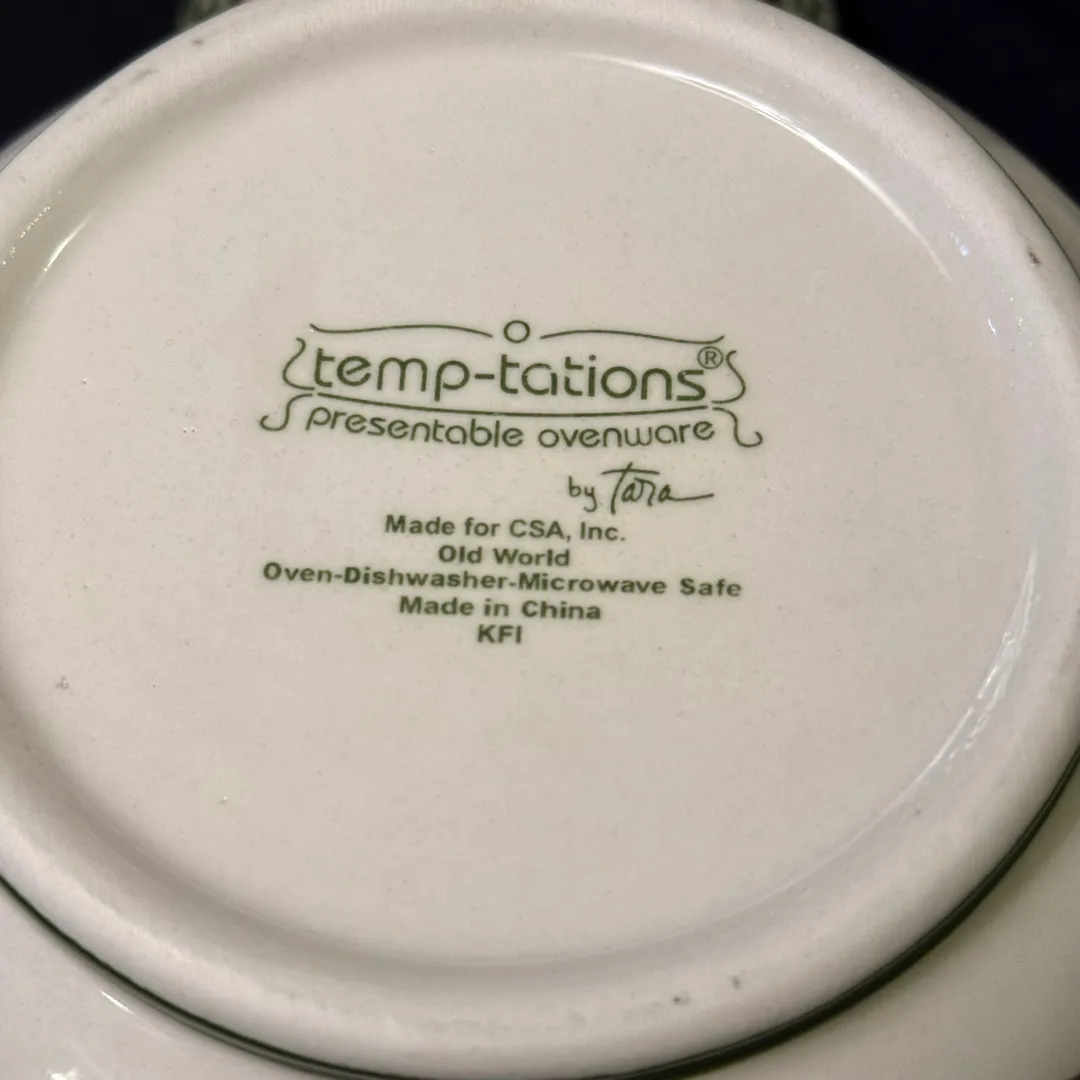 temp-tations®
presentable ovenware
by Tara
Made for CSA, Inc.
Old World
Oven-Dishwasher-Microwave Safe
Made in China
KFI